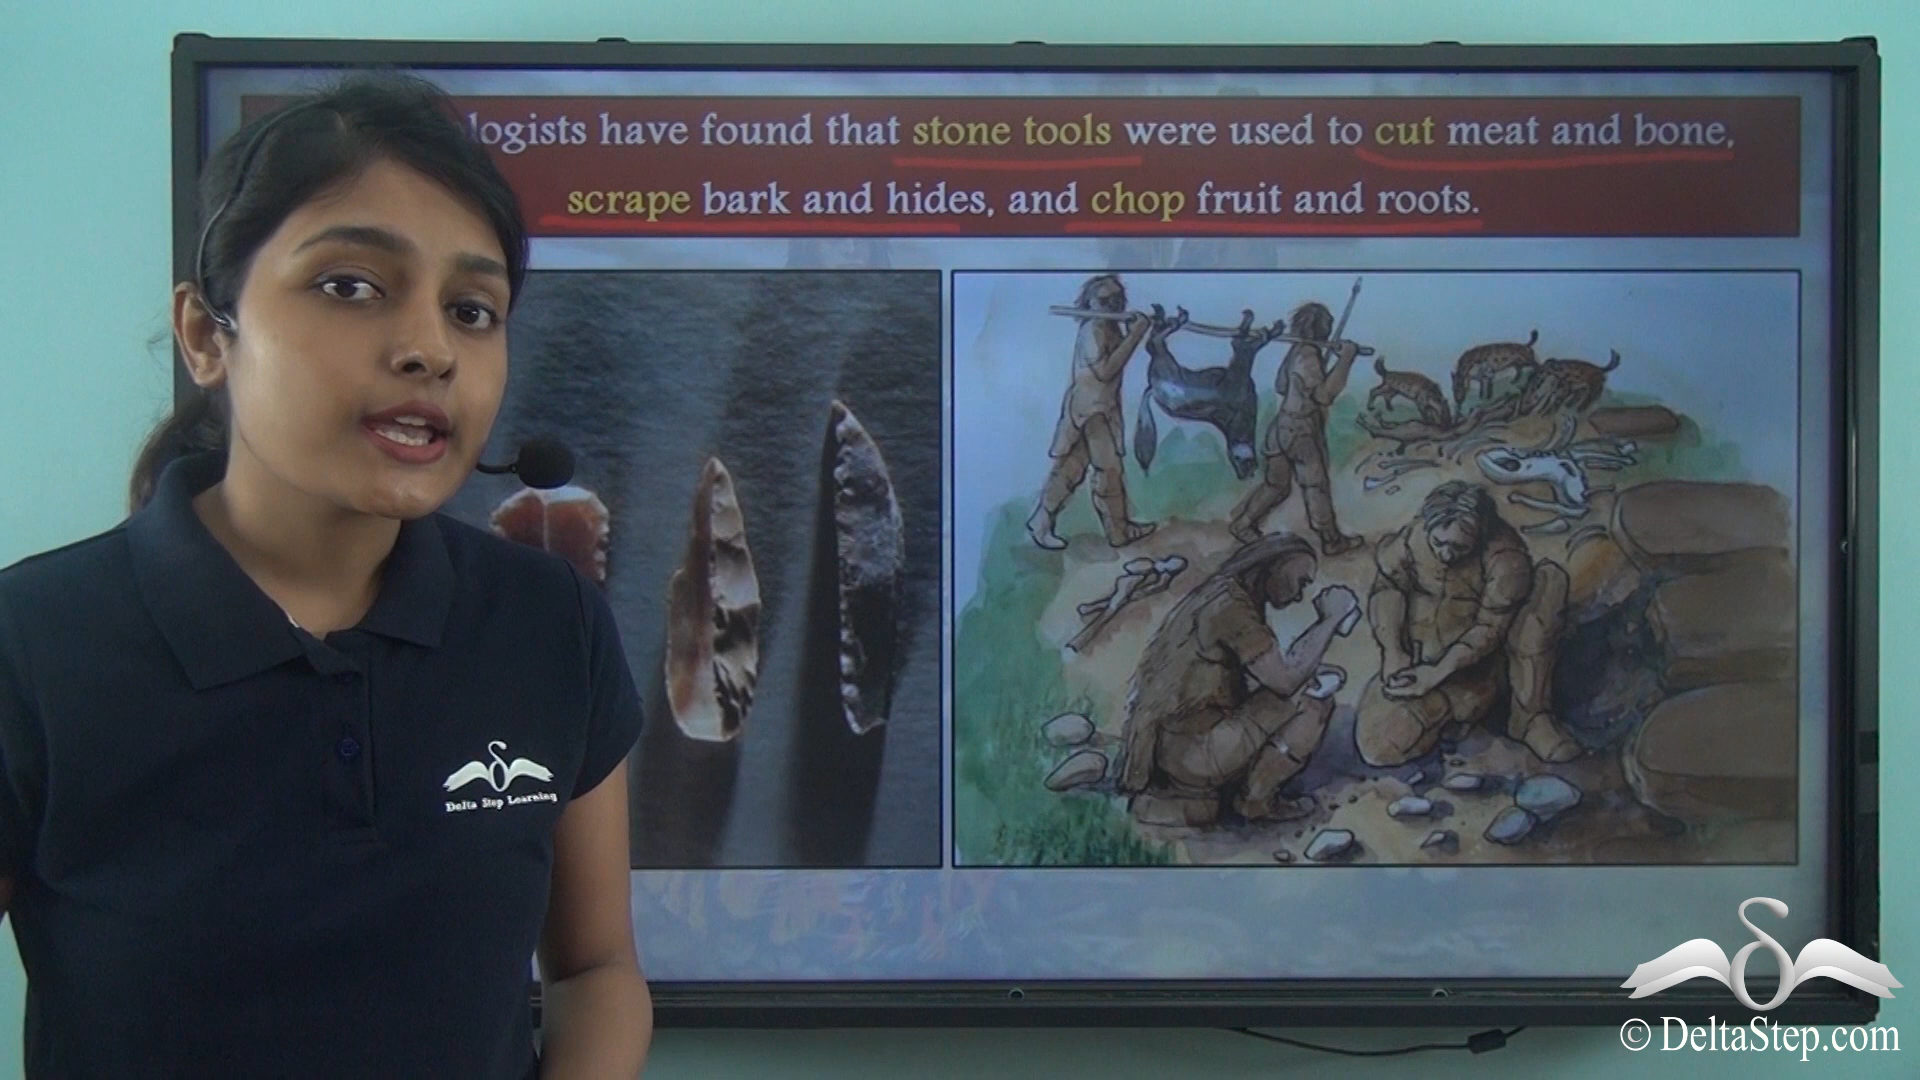 logists have found that stone tools were used to cut meat and bone,
scrape bark and hides, and chop fruit and roots.
Delta Step Learning
© DeltaStep.com